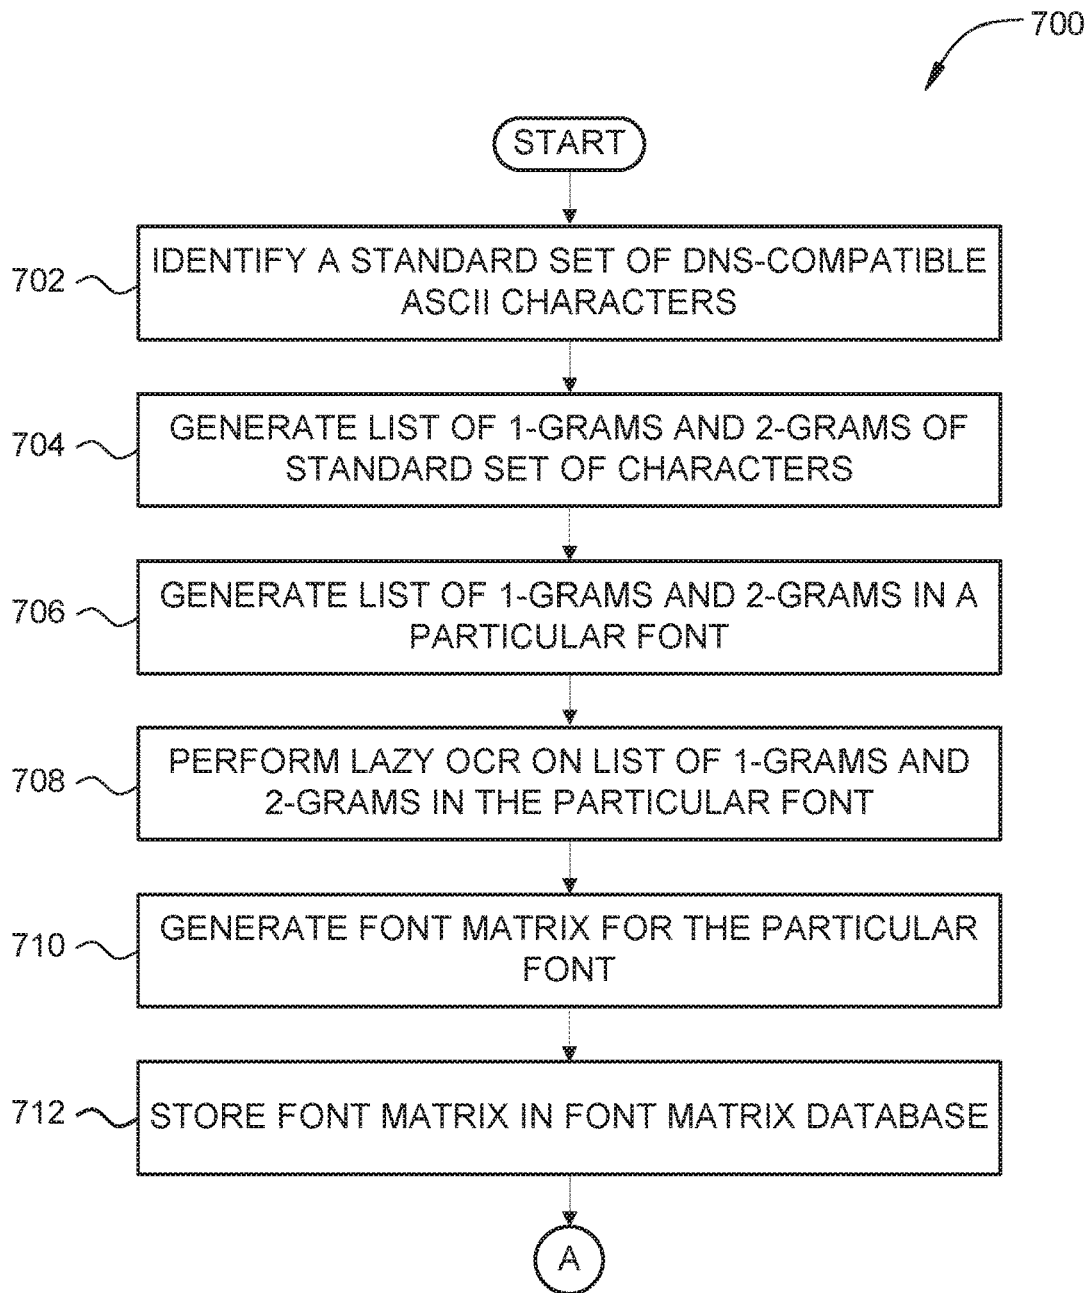 700
START
702
IDENTIFY A STANDARD SET OF DNS-COMPATIBLE
ASCII CHARACTERS
704
GENERATE LIST OF 1-GRAMS AND 2-GRAMS OF
STANDARD SET OF CHARACTERS
706
GENERATE LIST OF 1-GRAMS AND 2-GRAMS IN A
PARTICULAR FONT
708
PERFORM LAZY OCR ON LIST OF 1-GRAMS AND
2-GRAMS IN THE PARTICULAR FONT
710
GENERATE FONT MATRIX FOR THE PARTICULAR
FONT
712
STORE FONT MATRIX IN FONT MATRIX DATABASE
A